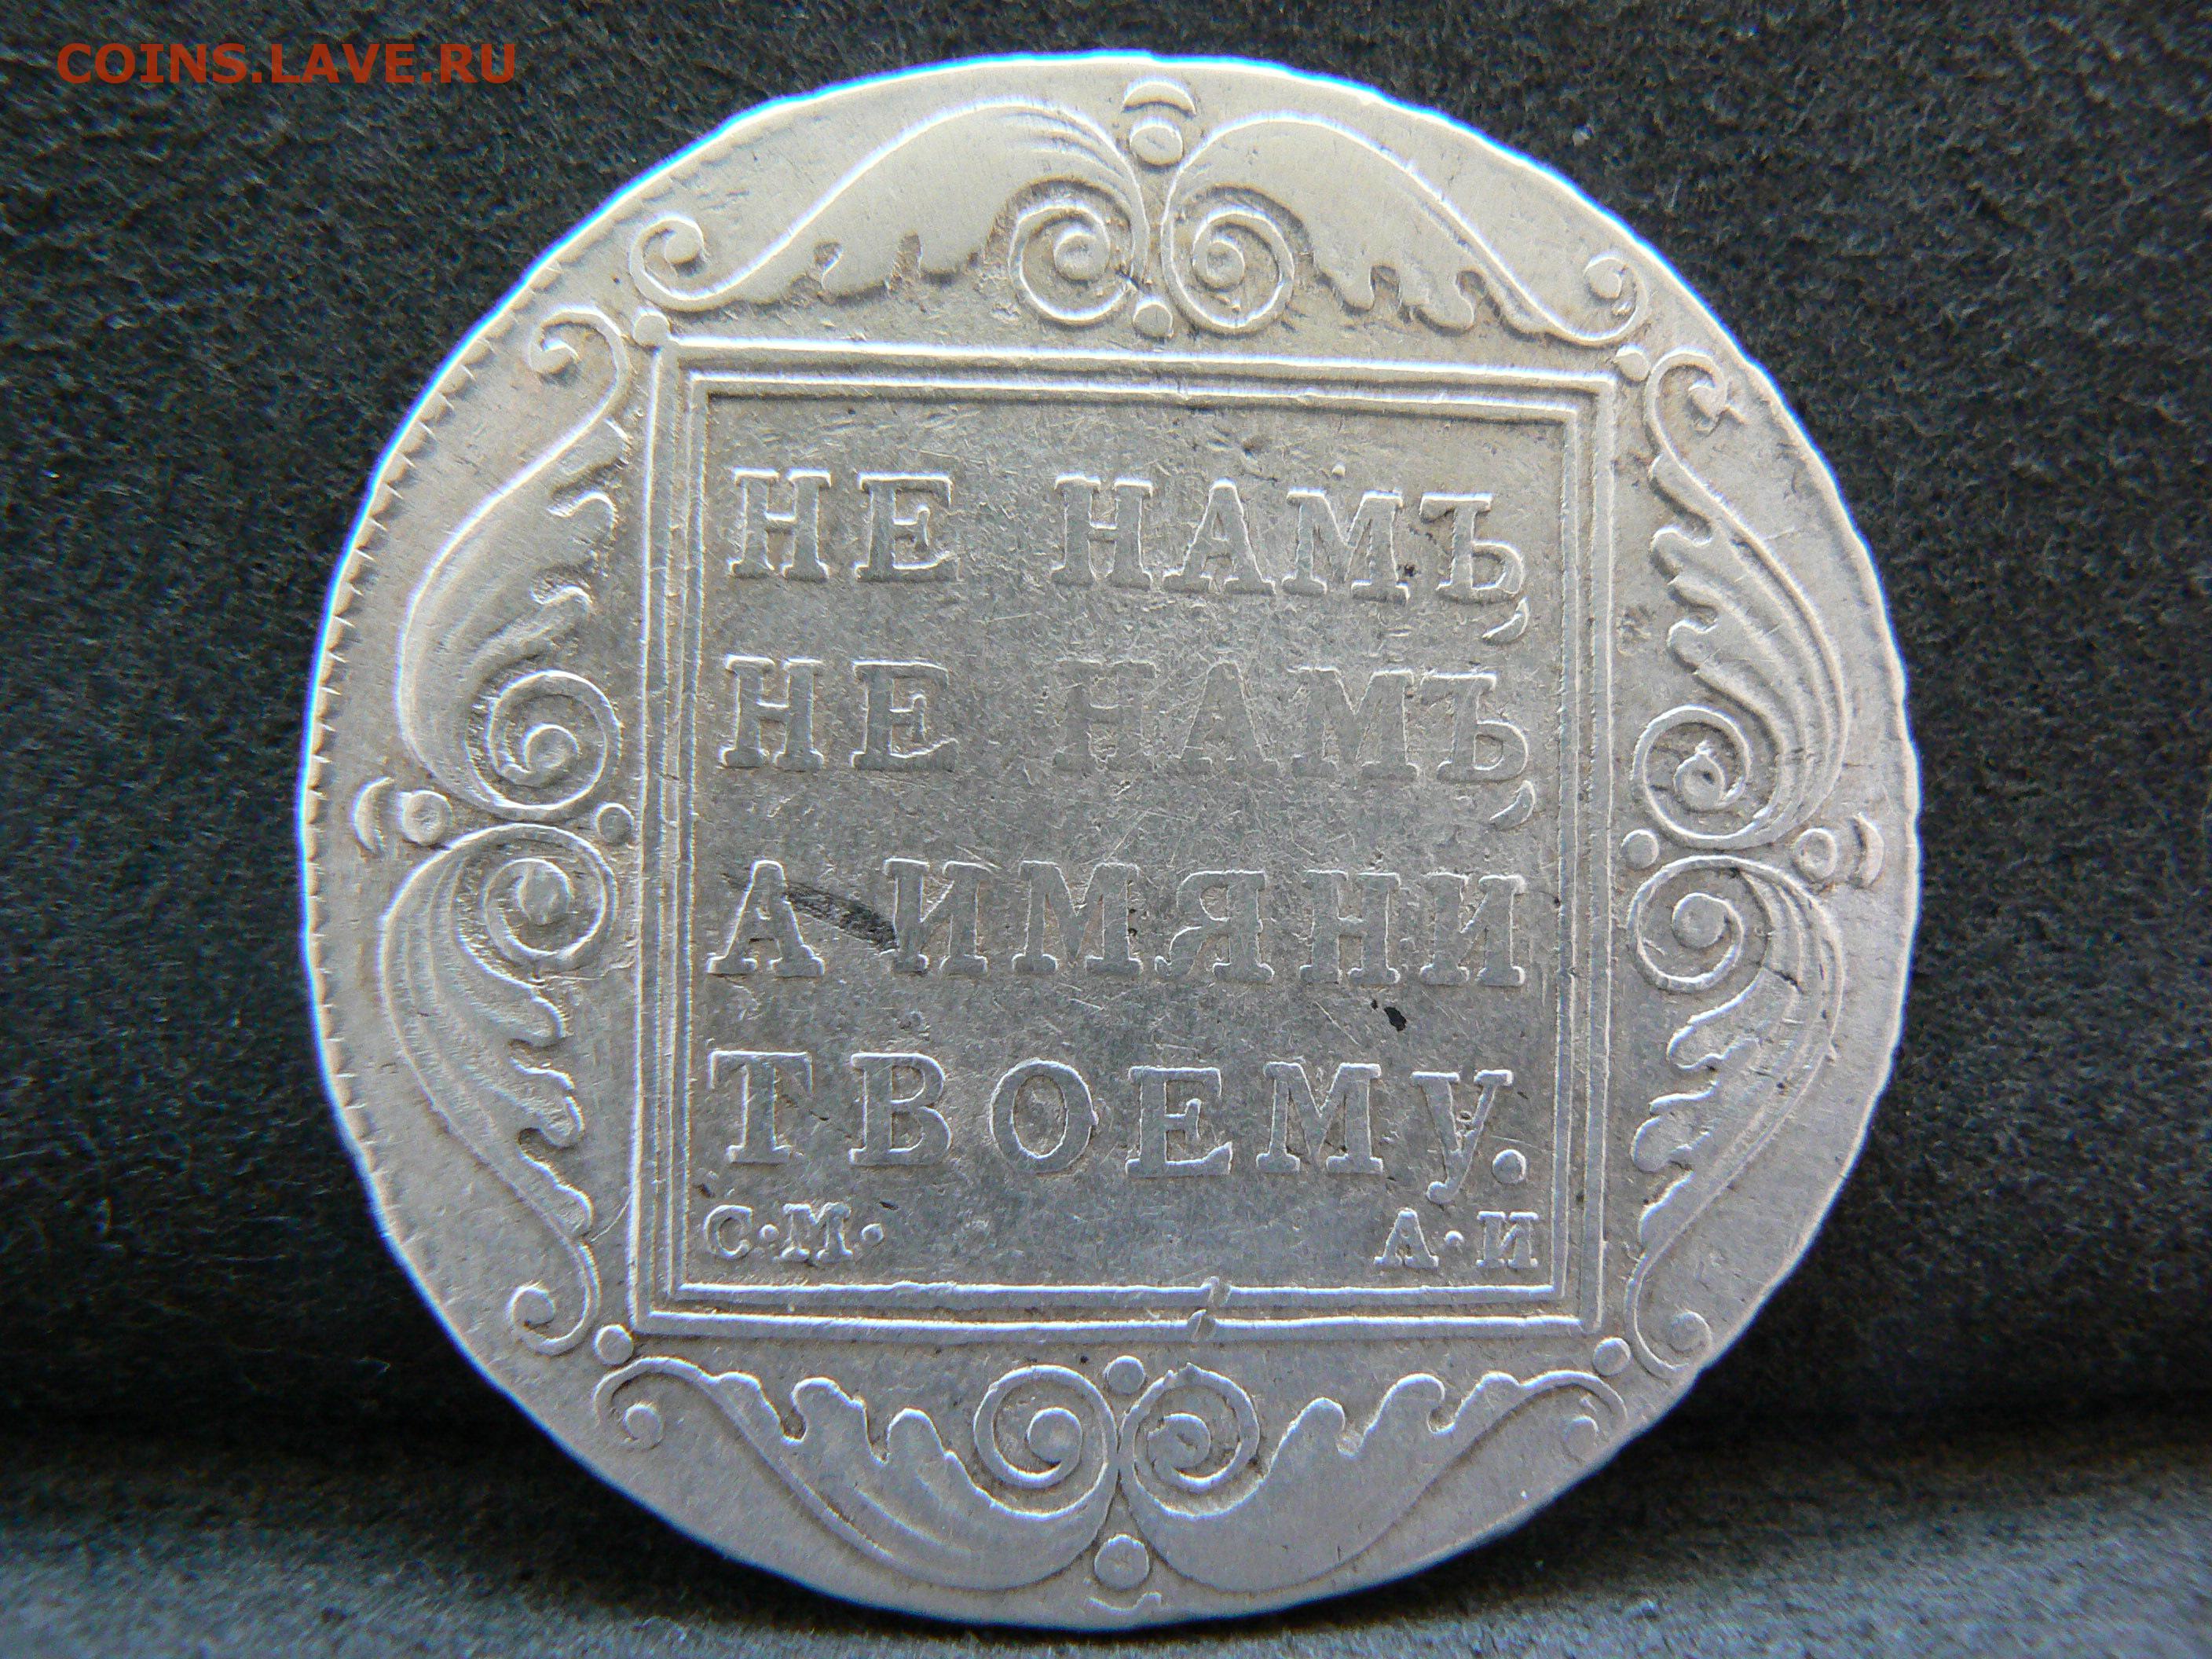 COINS.LAVE.RU
НЕ НАМЪ,
НЕ НАМЪ,
А ИМЯНИ
ТВОЕМУ.
С·М· А·И